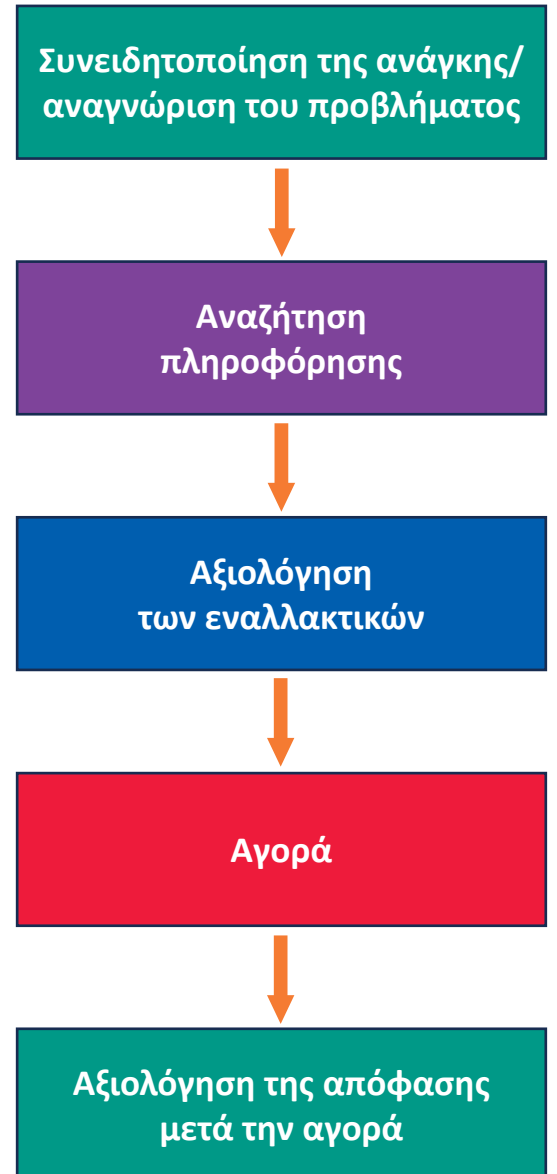 Συνειδητοποίηση της ανάγκης/
αναγνώριση του προβλήματος
Αναζήτηση
πληροφόρησης
Αξιολόγηση
των εναλλακτικών
Αγορά
Αξιολόγηση της απόφασης
μετά την αγορά